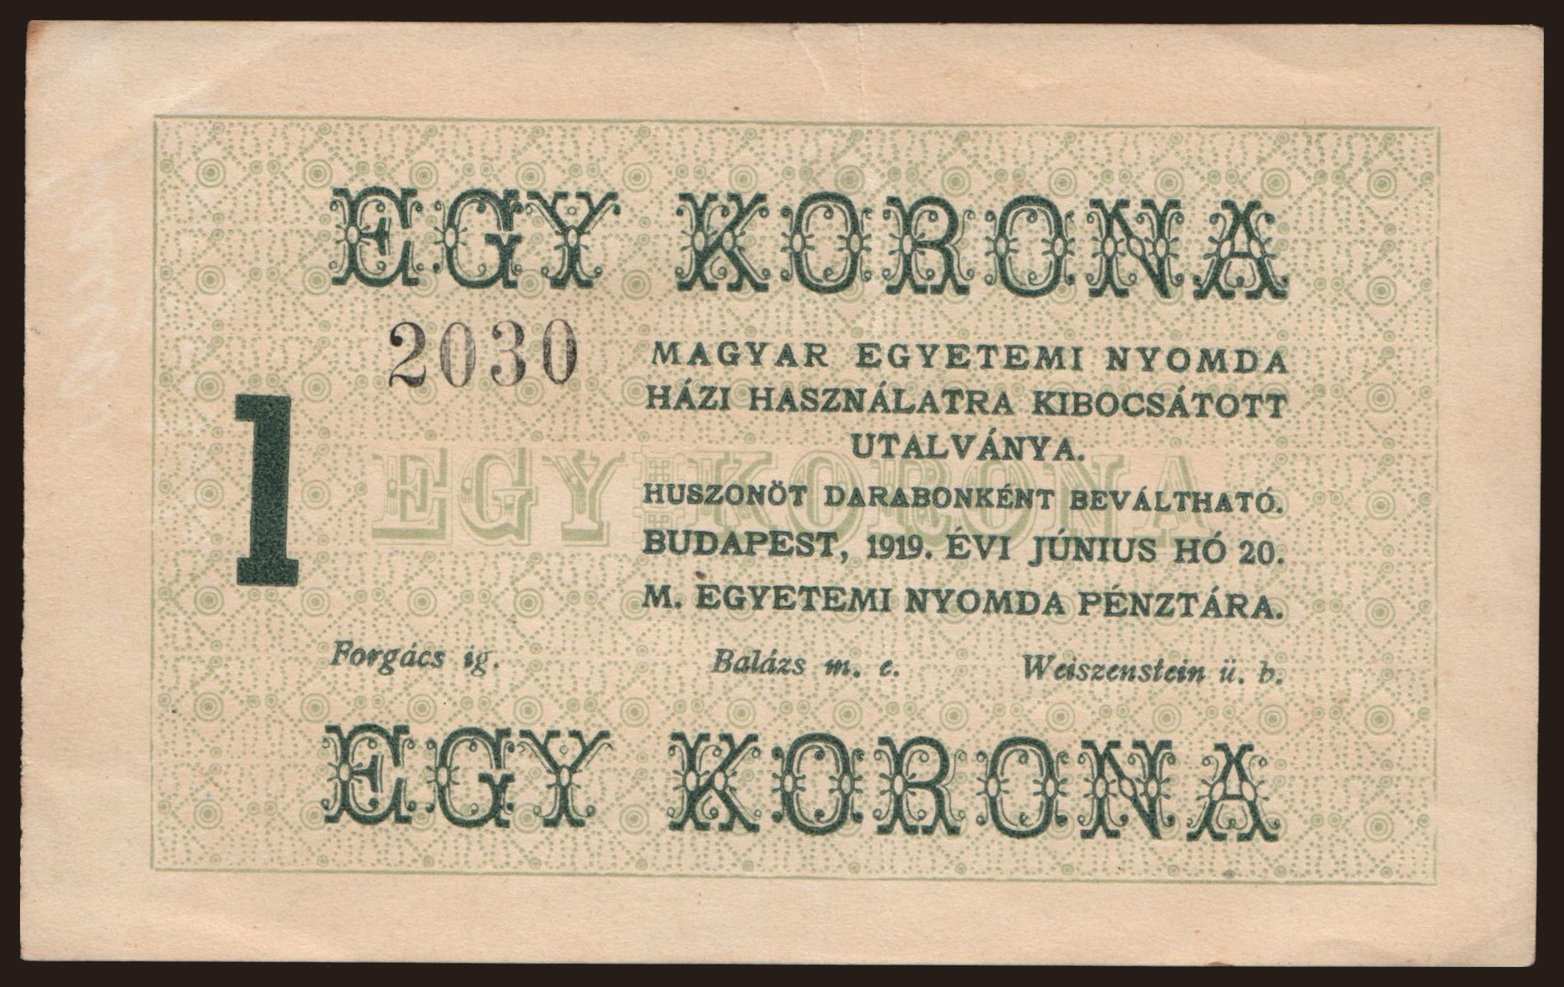 EGY KORONA
2030
MAGYAR EGYETEMI NYOMDA
HÁZI HASZNÁLATRA KIBOCSÁTOTT
UTALVÁNYA.
1
EGY KORONA
HUSZONÖT DARABONKÉNT BEVÁLTHATÓ.
BUDAPEST, 1919. ÉVI JÚNIUS HÓ 20.
M. EGYETEMI NYOMDA PÉNZTÁRA.
Forgács ig. Balázs m. e. Weiszenstein ü. b.
EGY KORONA